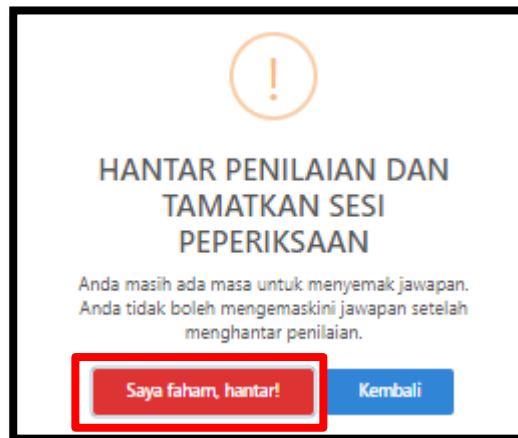 !
HANTAR PENILAIAN DAN
TAMATKAN SESI
PEPERIKSAAN
Anda masih ada masa untuk menyemak jawapan.
Anda tidak boleh mengemaskini jawapan setelah
menghantar penilaian.
Saya faham, hantar!
Kembali